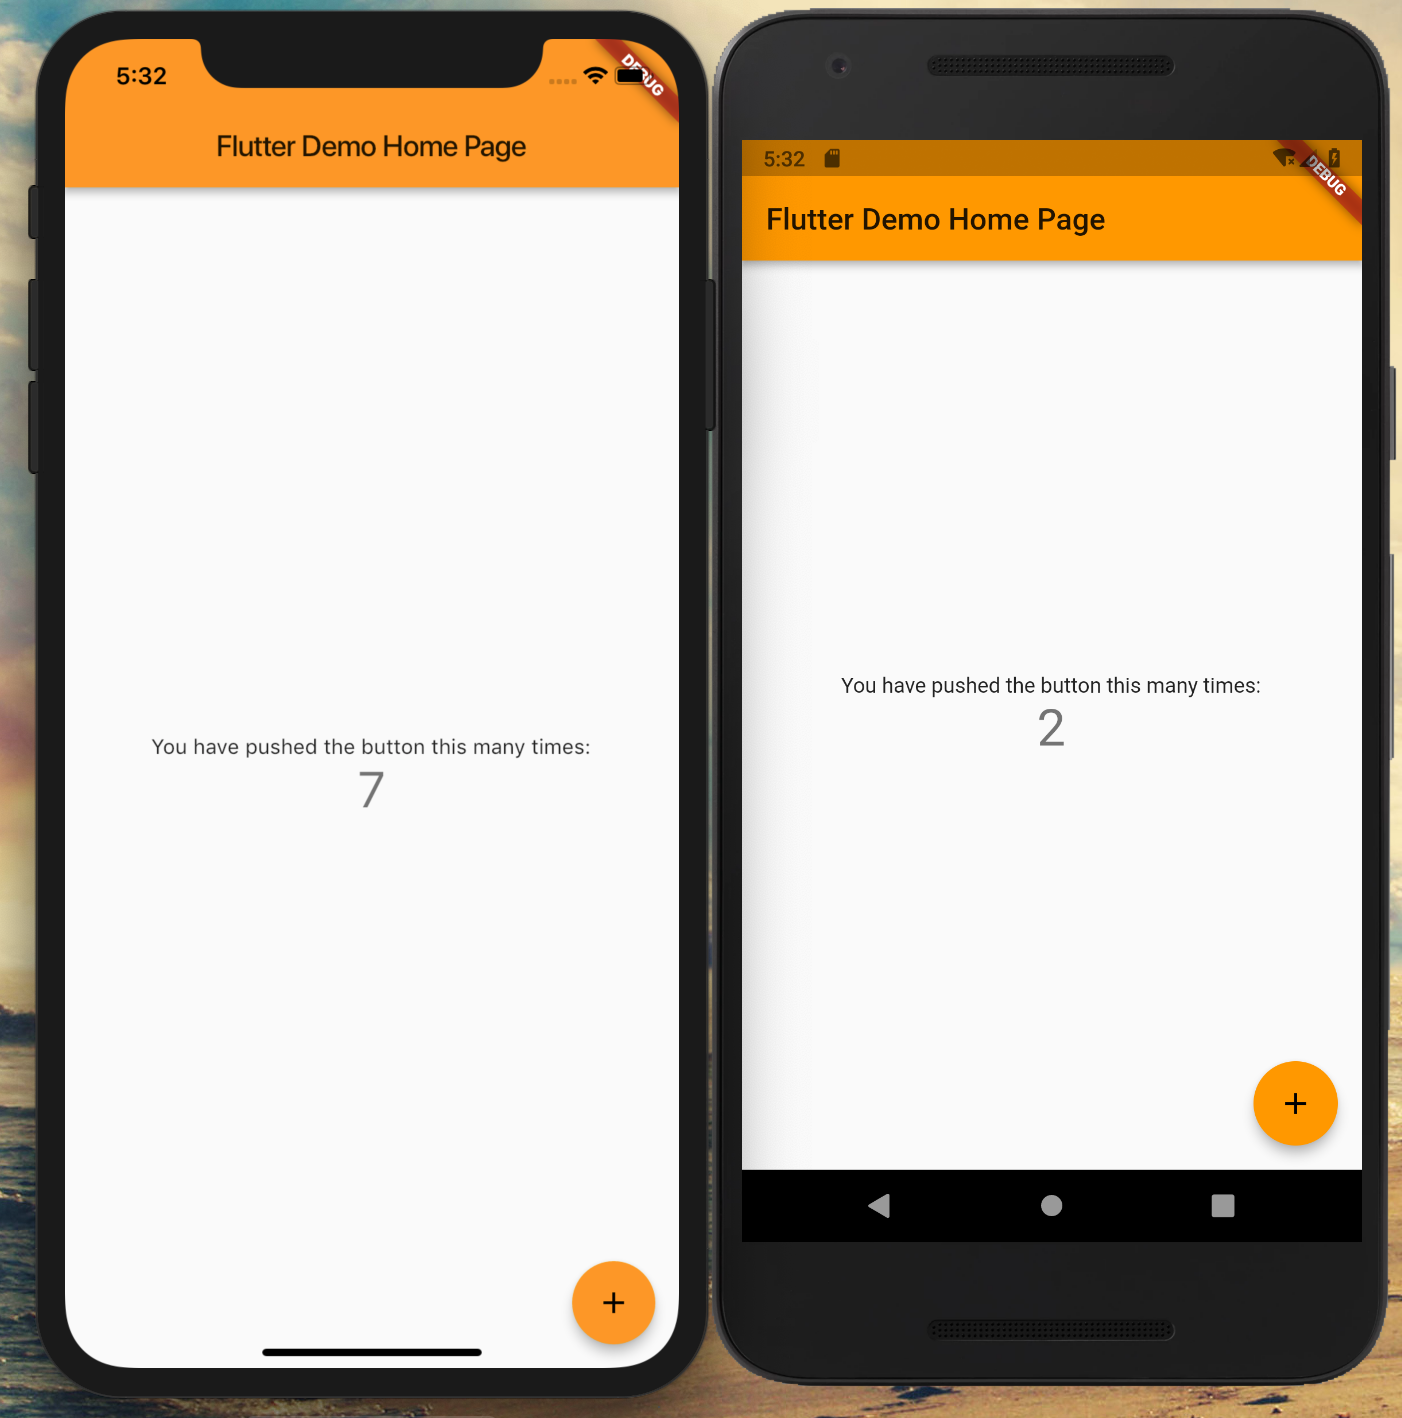 5:32
DEBUG
Flutter Demo Home Page
You have pushed the button this many times:
7
+
5:32
DEBUG
Flutter Demo Home Page
You have pushed the button this many times:
2
+